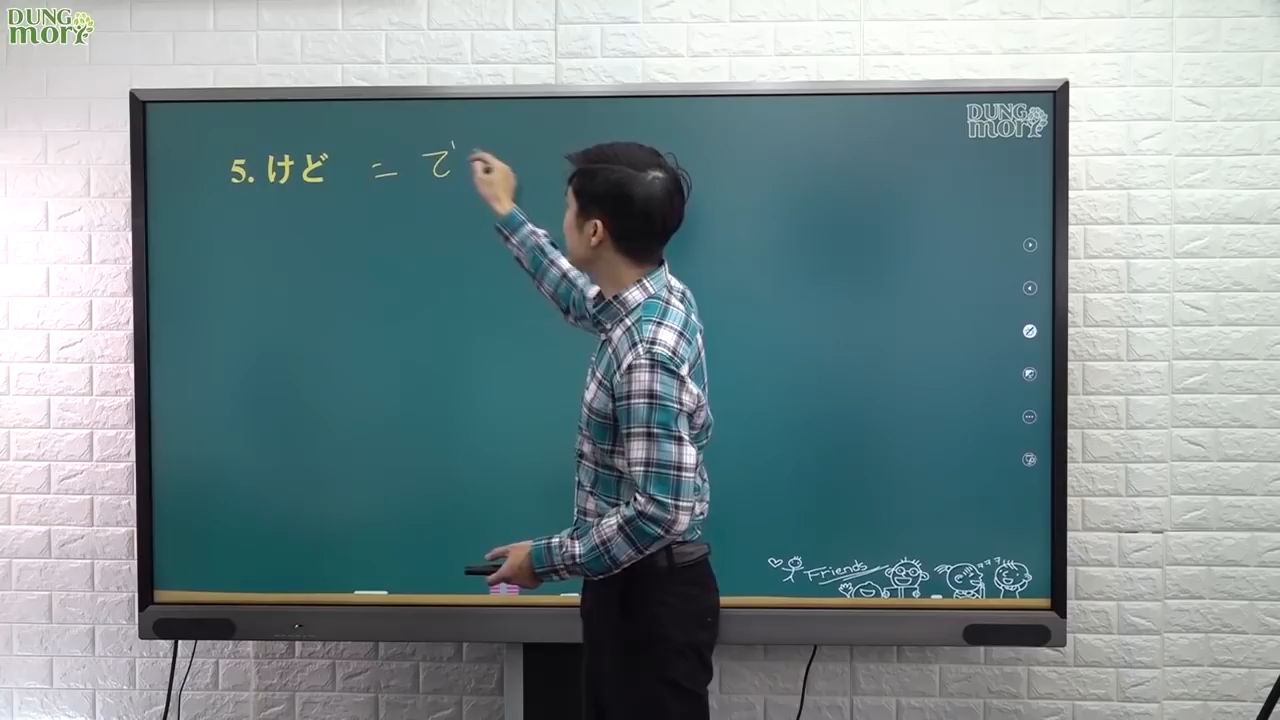 DUNG
mori
DUNG
mori
5. けど = で
Friends